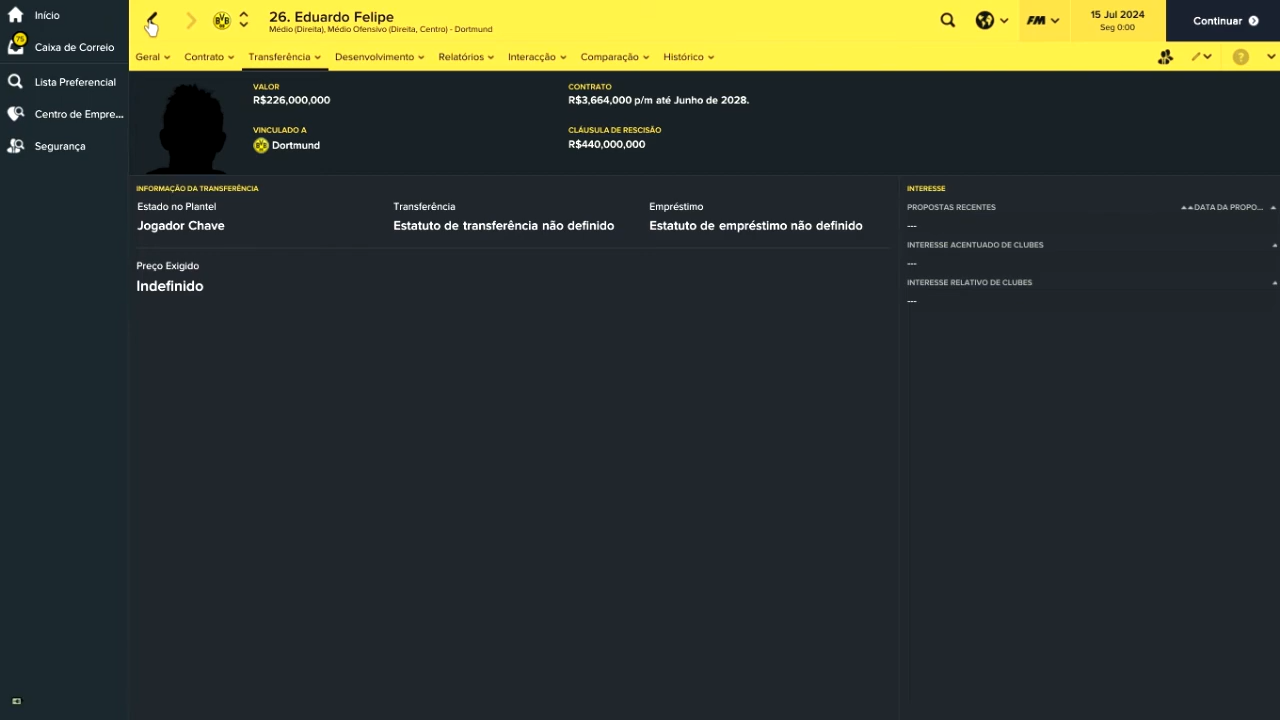 Início
75
Caixa de Correio
Lista Preferencial
Centro de Empre...
Segurança
26. Eduardo Felipe
Médio (Direita), Médio Ofensivo (Direita, Centro) - Dortmund
FM
15 Jul 2024
Seg 0:00
Continuar
Geral
Contrato
Transferência
Desenvolvimento
Relatórios
Interacção
Comparação
Histórico
?
VALOR
R$226,000,000
CONTRATO
R$3,664,000 p/m até Junho de 2028.
VINCULADO A
Dortmund
CLÁUSULA DE RESCISÃO
R$440,000,000
INFORMAÇÃO DA TRANSFERÊNCIA
Estado no Plantel
Transferência
Empréstimo
Jogador Chave
Estatuto de transferência não definido
Estatuto de empréstimo não definido
Preço Exigido
Indefinido
INTERESSE
PROPOSTAS RECENTES
DATA DA PROPO...
---
INTERESSE ACENTUADO DE CLUBES
---
INTERESSE RELATIVO DE CLUBES
---